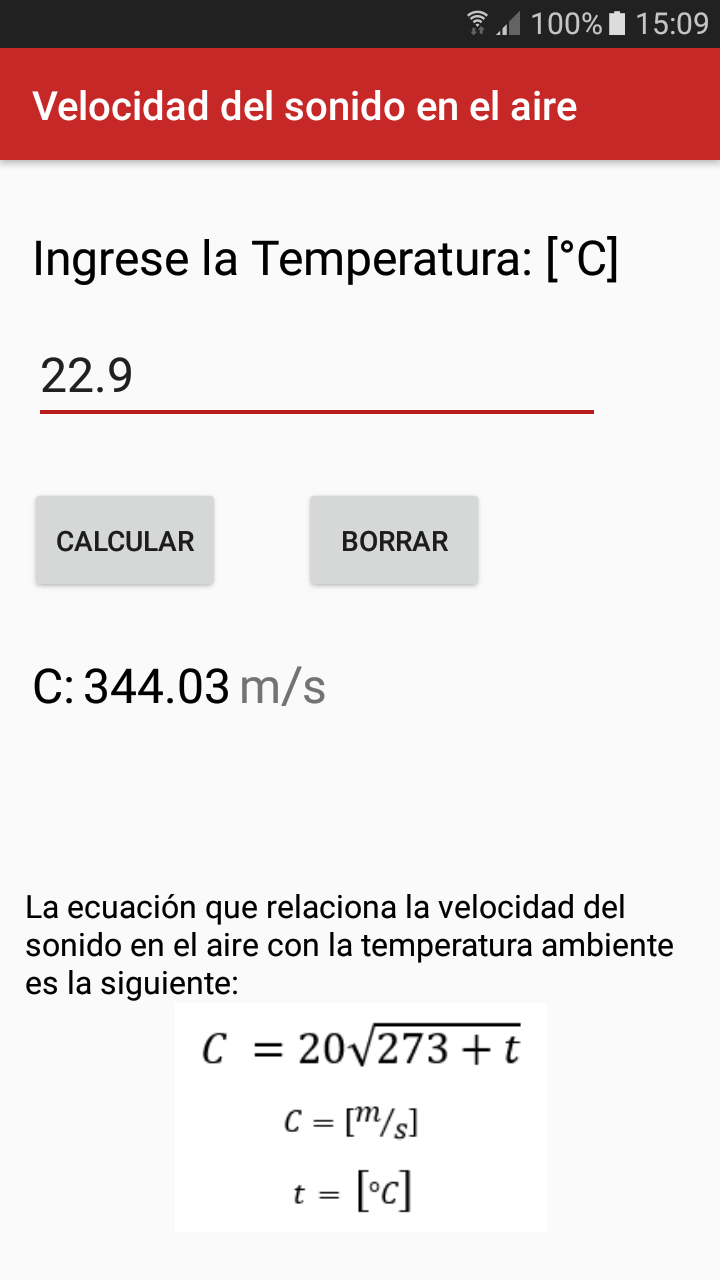 100% 15:09
Velocidad del sonido en el aire
Ingrese la Temperatura: [°C]
22.9
CALCULAR BORRAR
C: 344.03 m/s
La ecuación que relaciona la velocidad del
sonido en el aire con la temperatura ambiente
es la siguiente:
C = 20√273 + t
C = [m/s]
t = [°C]